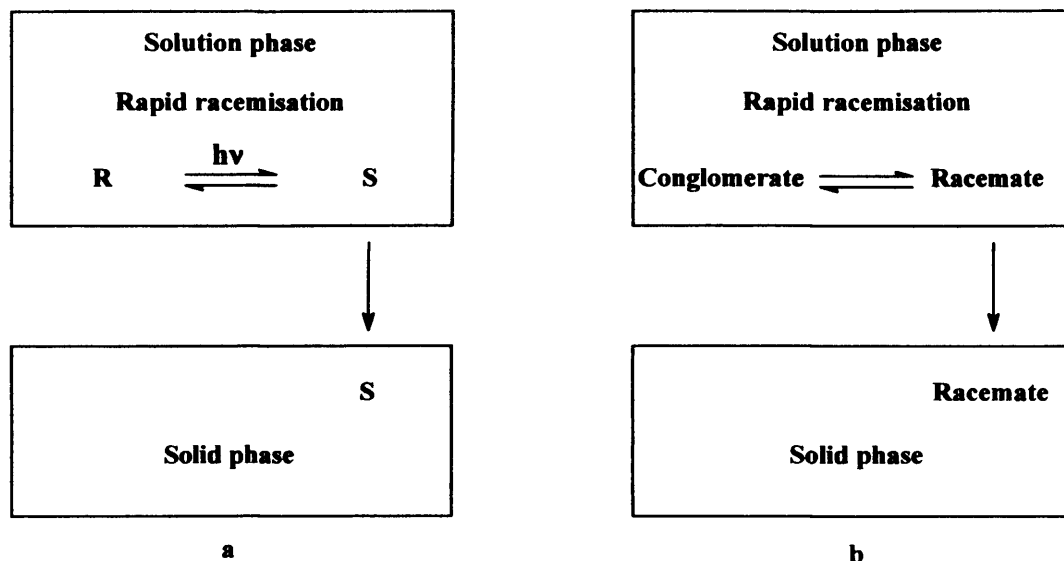 Solution phase
Rapid racemisation
hν
R S
S
Solid phase
a
Solution phase
Rapid racemisation
Conglomerate Racemate
Racemate
Solid phase
b